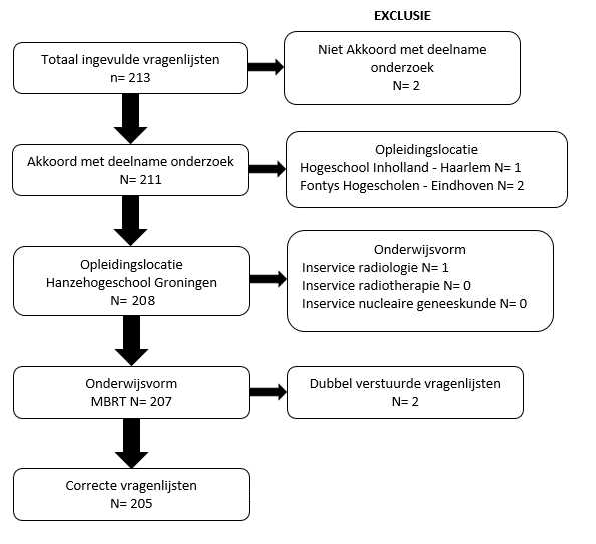 EXCLUSIE
Totaal ingevulde vragenlijsten
n= 213
Niet Akkoord met deelname
onderzoek
N= 2
Akkoord met deelname onderzoek
N= 211
Opleidingslocatie
Hogeschool Inholland - Haarlem N= 1
Fontys Hogescholen - Eindhoven N= 2
Opleidingslocatie
Hanzehogeschool Groningen
N= 208
Onderwijsvorm
Inservice radiologie N= 1
Inservice radiotherapie N= 0
Inservice nucleaire geneeskunde N= 0
Onderwijsvorm
MBRT N= 207
Dubbel verstuurde vragenlijsten
N= 2
Correcte vragenlijsten
N= 205